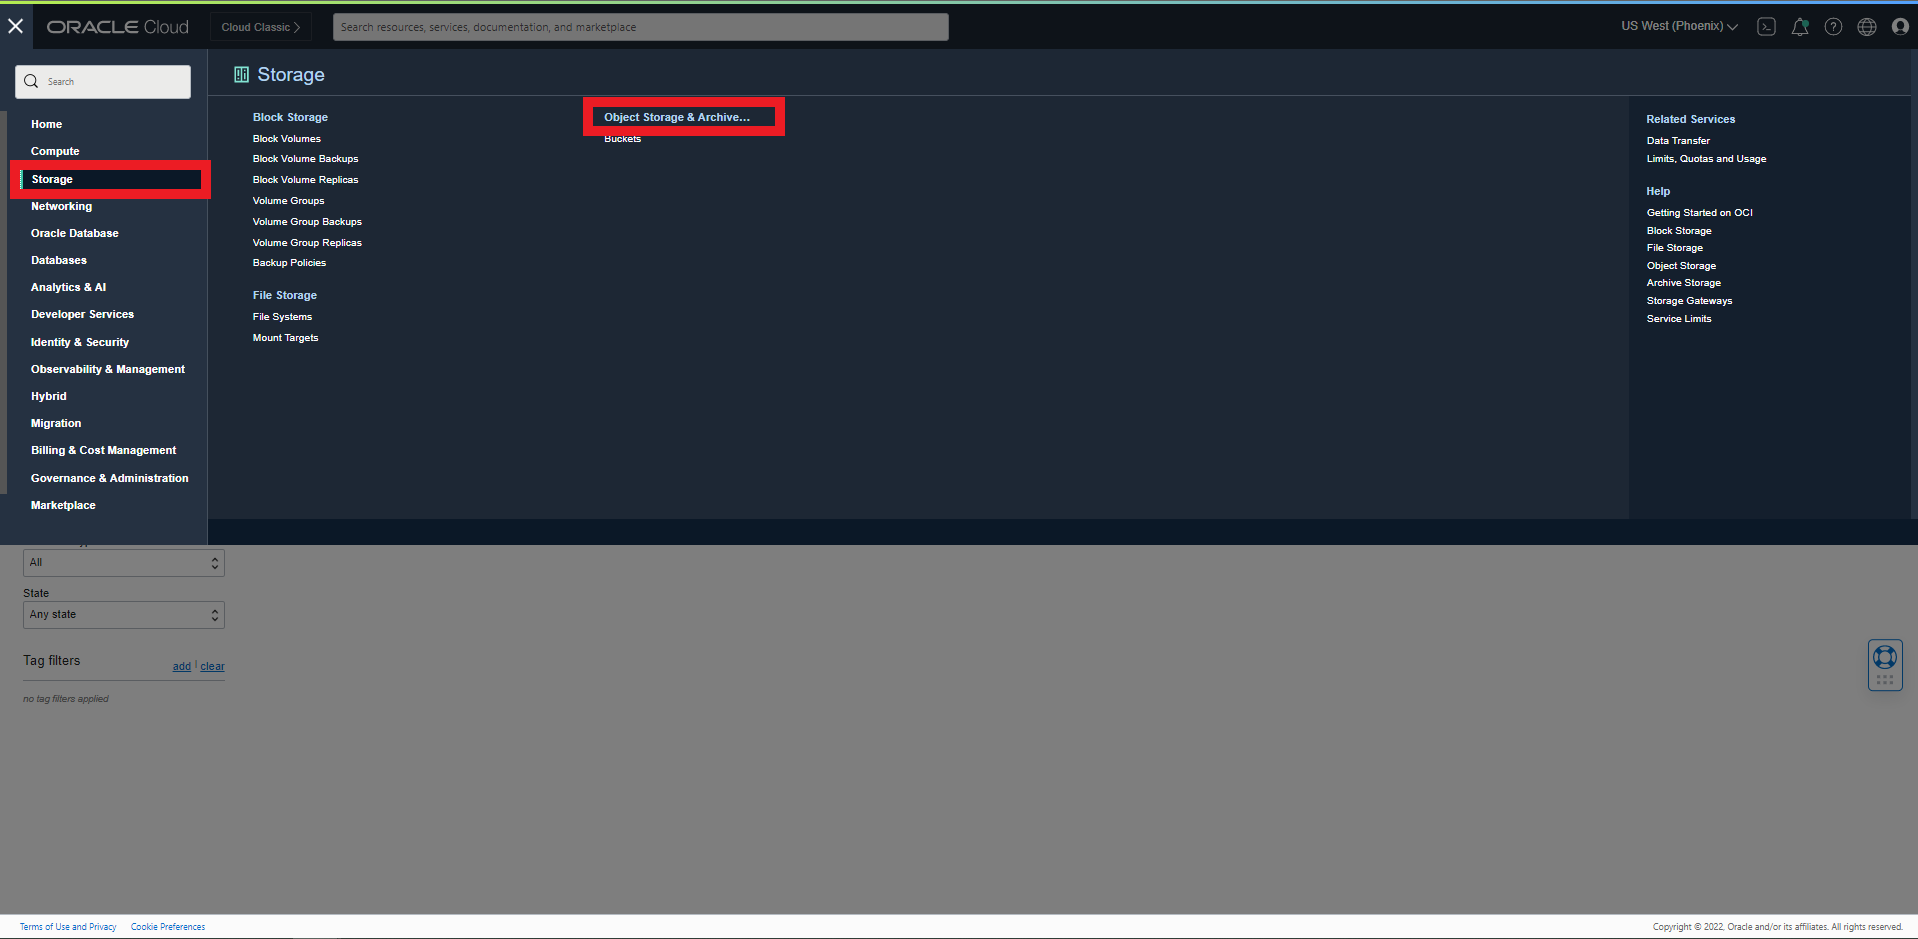 ORACLE Cloud
Cloud Classic
Search resources, services, documentation, and marketplace
US West (Phoenix)
Search
Home
Compute
Storage
Networking
Oracle Database
Databases
Analytics & AI
Developer Services
Identity & Security
Observability & Management
Hybrid
Migration
Billing & Cost Management
Governance & Administration
Marketplace
Storage
Block Storage
Block Volumes
Block Volume Backups
Block Volume Replicas
Volume Groups
Volume Group Backups
Volume Group Replicas
Backup Policies
File Storage
File Systems
Mount Targets
Object Storage & Archive...
Buckets
Related Services
Data Transfer
Limits, Quotas and Usage
Help
Getting Started on OCI
Block Storage
File Storage
Object Storage
Archive Storage
Storage Gateways
Service Limits
All
State
Any state
Tag filters
add | clear
no tag filters applied
Terms of Use and Privacy
Cookie Preferences
Copyright © 2022, Oracle and/or its affiliates. All rights reserved.